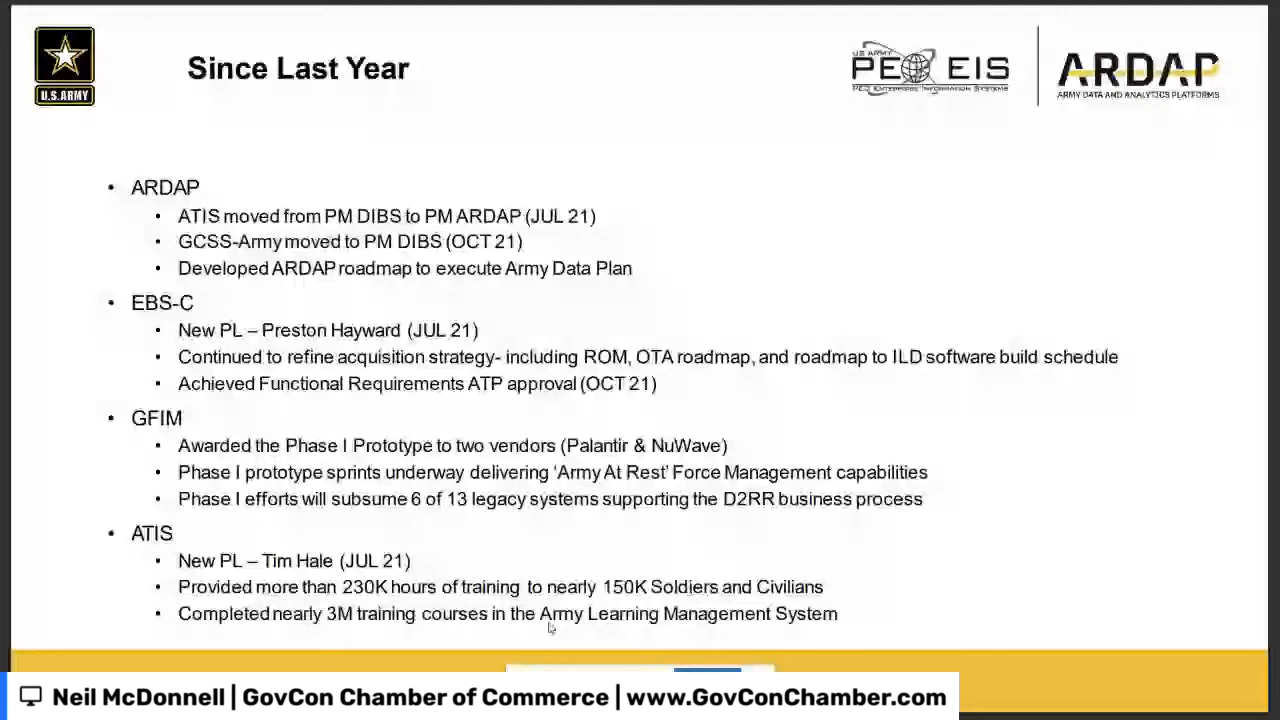 U.S.ARMY
Since Last Year
US ARMY
PEO EIS
PEO ENTERPRISE INFORMATION SYSTEMS
ARDAP
ARMY DATA AND ANALYTICS PLATFORMS
• ARDAP
• ATIS moved from PM DIBS to PM ARDAP (JUL 21)
• GCSS-Army moved to PM DIBS (OCT 21)
• Developed ARDAP roadmap to execute Army Data Plan
• EBS-C
• New PL – Preston Hayward (JUL 21)
• Continued to refine acquisition strategy- including ROM, OTA roadmap, and roadmap to ILD software build schedule
• Achieved Functional Requirements ATP approval (OCT 21)
• GFIM
• Awarded the Phase I Prototype to two vendors (Palantir & NuWave)
• Phase I prototype sprints underway delivering ‘Army At Rest’ Force Management capabilities
• Phase I efforts will subsume 6 of 13 legacy systems supporting the D2RR business process
• ATIS
• New PL – Tim Hale (JUL 21)
• Provided more than 230K hours of training to nearly 150K Soldiers and Civilians
• Completed nearly 3M training courses in the Army Learning Management System
Neil McDonnell | GovCon Chamber of Commerce | www.GovConChamber.com